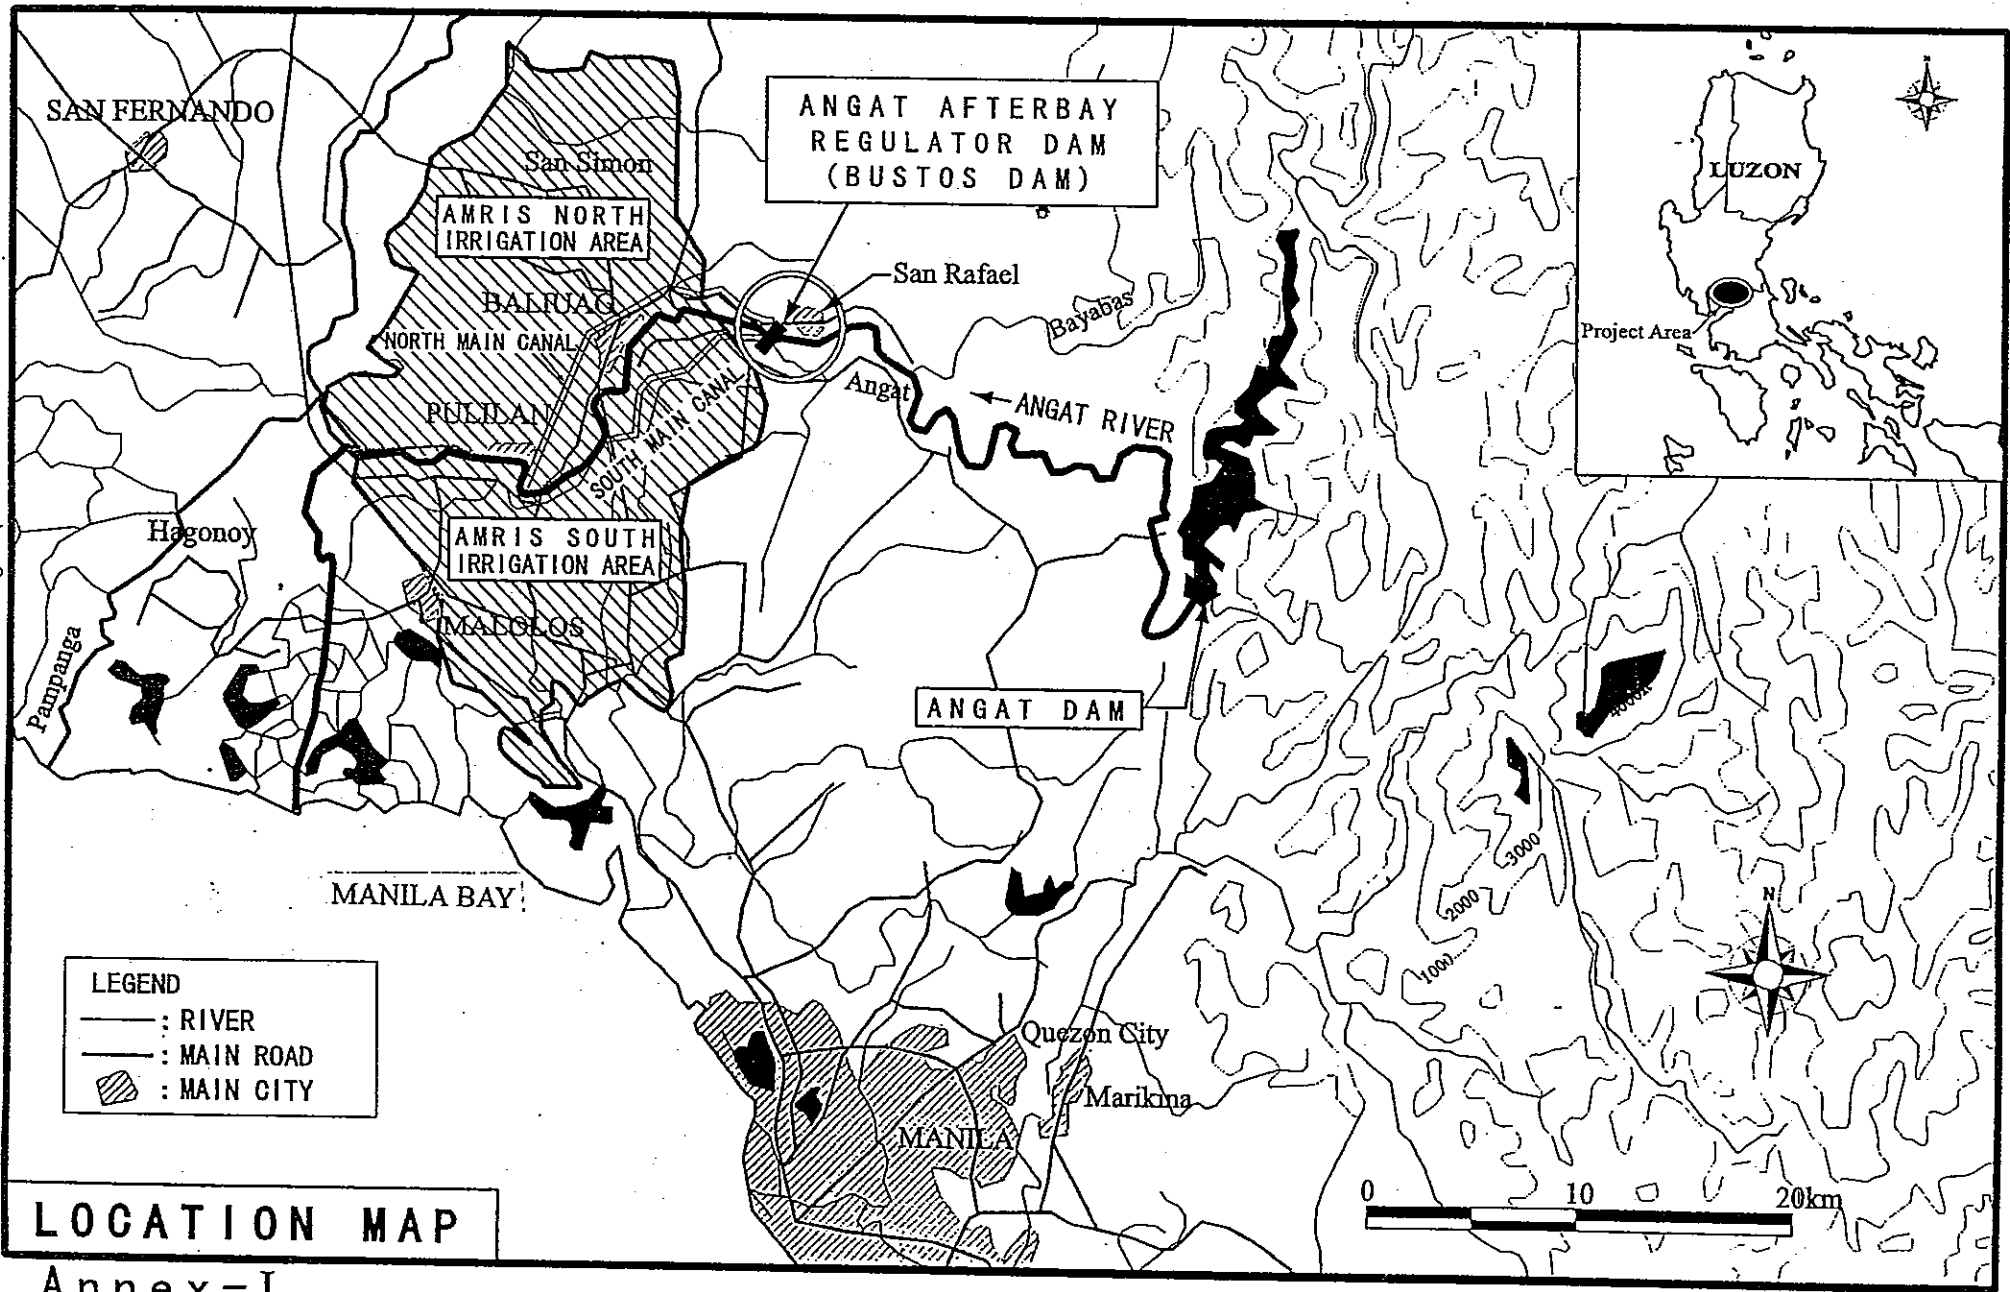 SAN FERNANDO
San Simon
ANGAT AFTERBAY
REGULATOR DAM
(BUSTOS DAM)
LUZON
Project Area
AMRIS NORTH
IRRIGATION AREA
San Rafael
BALIUAG
Bayabas
NORTH MAIN CANAL
Angat
ANGAT RIVER
PULILAN
SOUTH MAIN CANAL
Hagonoy
AMRIS SOUTH
IRRIGATION AREA
MALOLOS
Pampanga
ANGAT DAM
4000
3000
2000
1000
MANILA BAY
N
LEGEND
: RIVER
: MAIN ROAD
: MAIN CITY
Quezon City
Marikina
MANILA
0 10 20km
LOCATION MAP
Annex-I